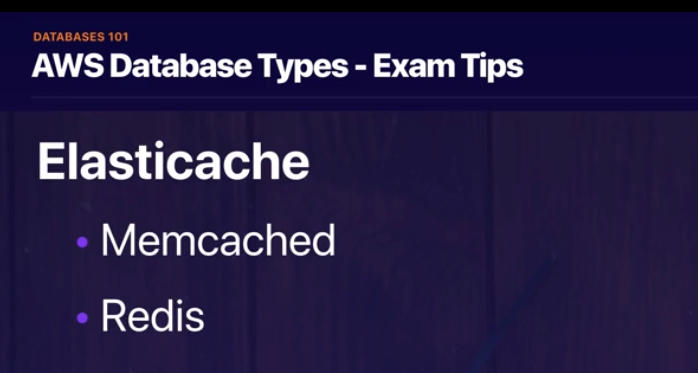 DATABASES 101
AWS Database Types - Exam Tips
Elasticache
• Memcached
• Redis